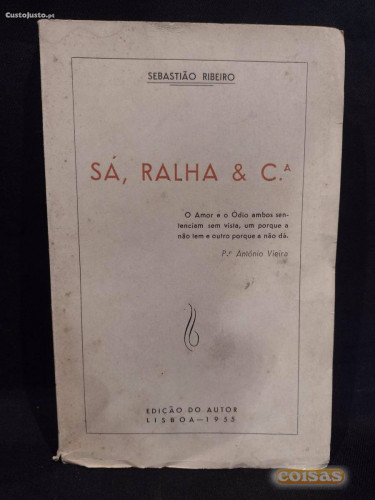 CustoJusto.pt
SEBASTIÃO RIBEIRO
SÁ, RALHA & C.ᴬ
O Amor e o Ódio ambos sen-
tenciam sem vista, um porque a
não tem e outro porque a não dá.
P.ᵉ António Vieira
EDIÇÃO DO AUTOR
LISBOA—1955
coisas